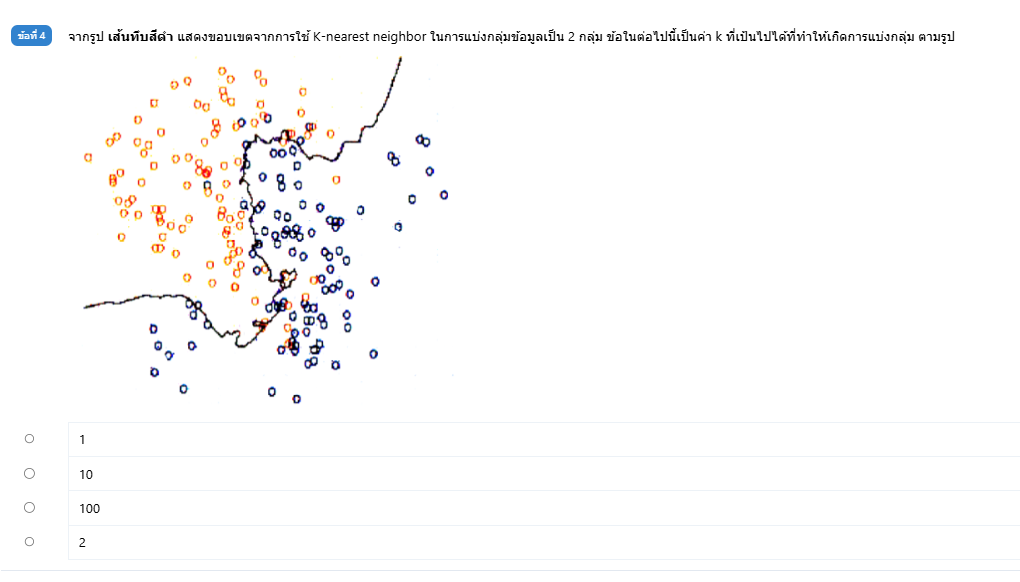 ข้อที่ 4
จากรูป เส้นทึบสีดำ แสดงขอบเขตจากการใช้ K-nearest neighbor ในการแบ่งกลุ่มข้อมูลเป็น 2 กลุ่ม ข้อในต่อไปนี้เป็นค่า k ที่เป็นไปได้ที่ทำให้เกิดการแบ่งกลุ่ม ตามรูป
1
10
100
2